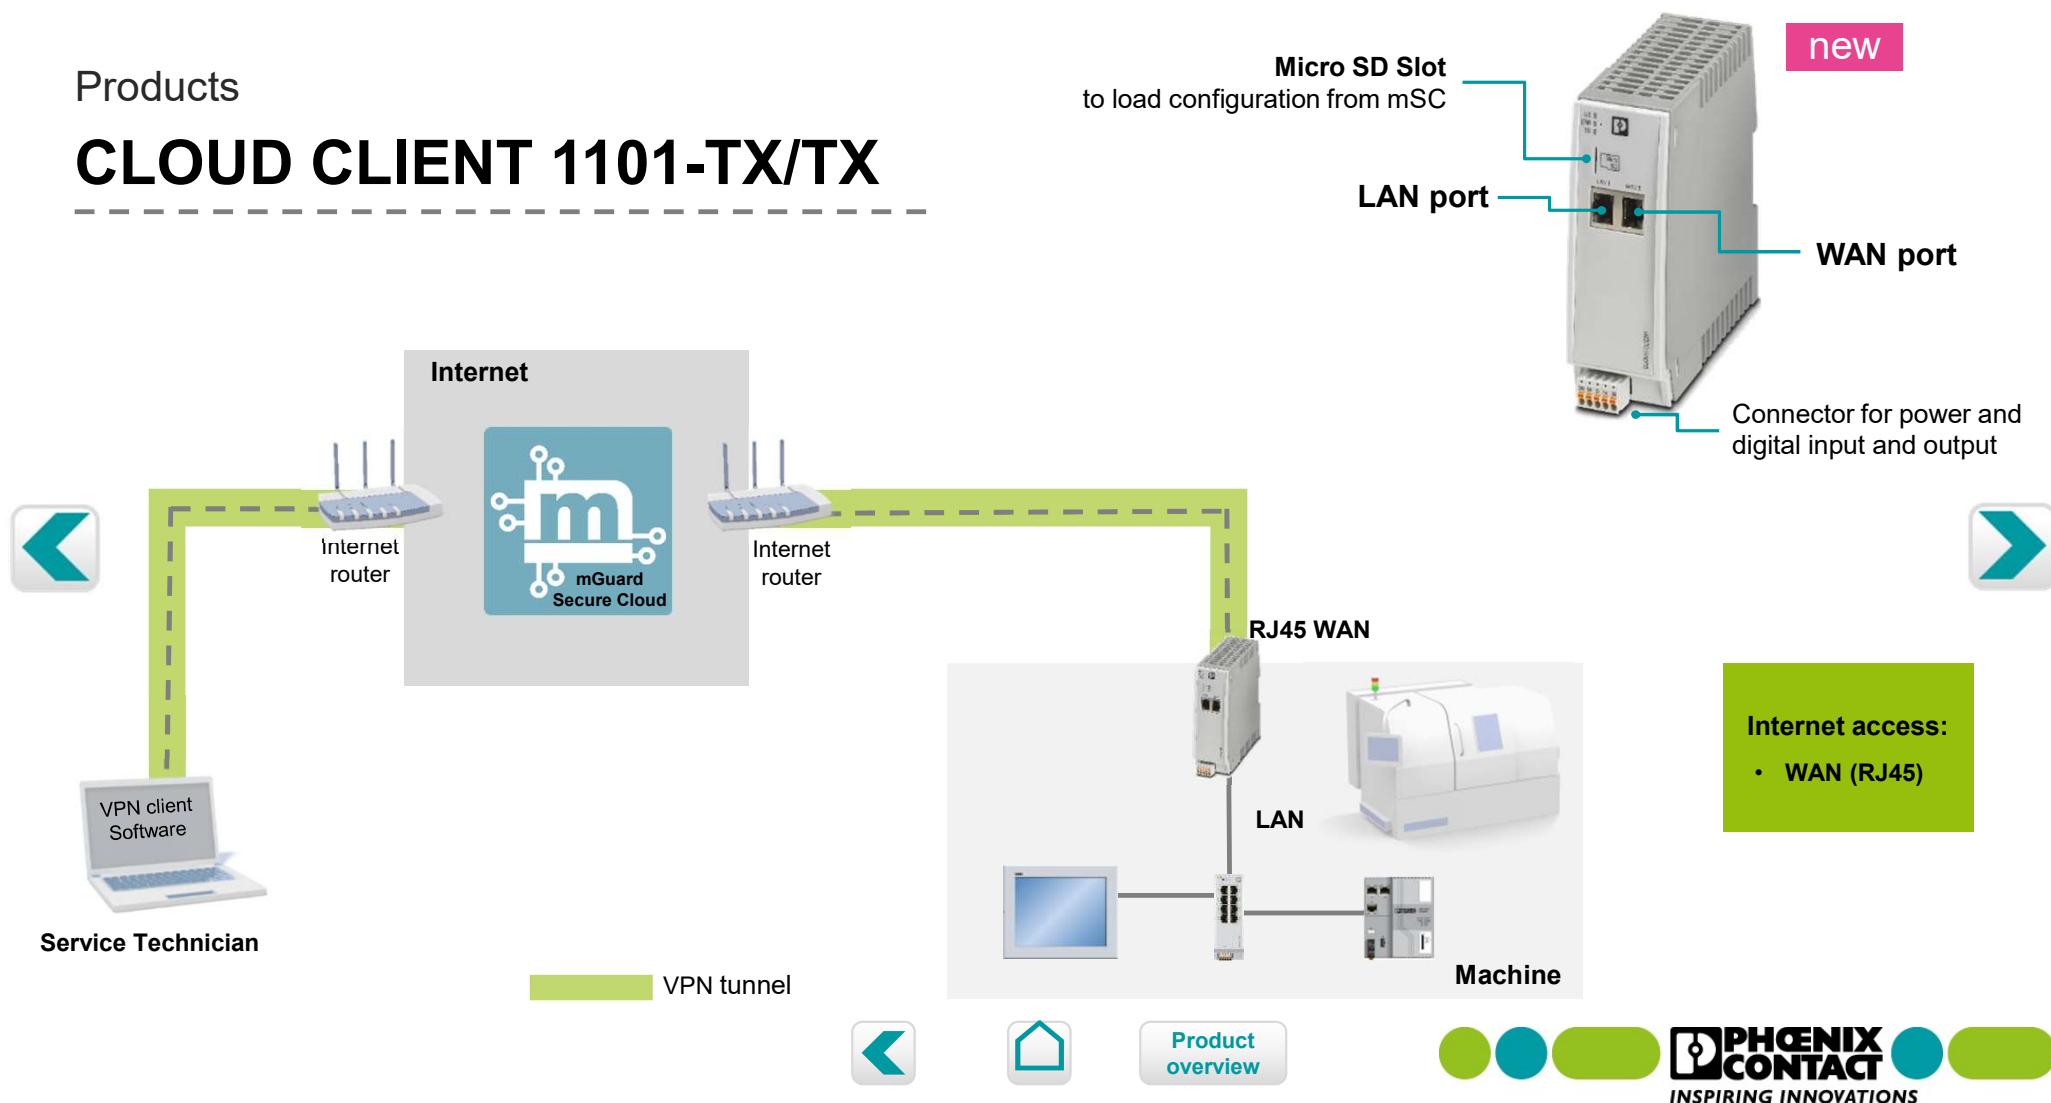 Products
CLOUD CLIENT 1101-TX/TX
new
Micro SD Slot
to load configuration from mSC
LAN port
WAN port
Connector for power and
digital input and output
Internet
mGuard
Secure Cloud
Internet
router
Internet
router
RJ45 WAN
LAN
Machine
VPN client
Software
Service Technician
VPN tunnel
Internet access:
• WAN (RJ45)
Product
overview
PHŒNIX
CONTACT
INSPIRING INNOVATIONS